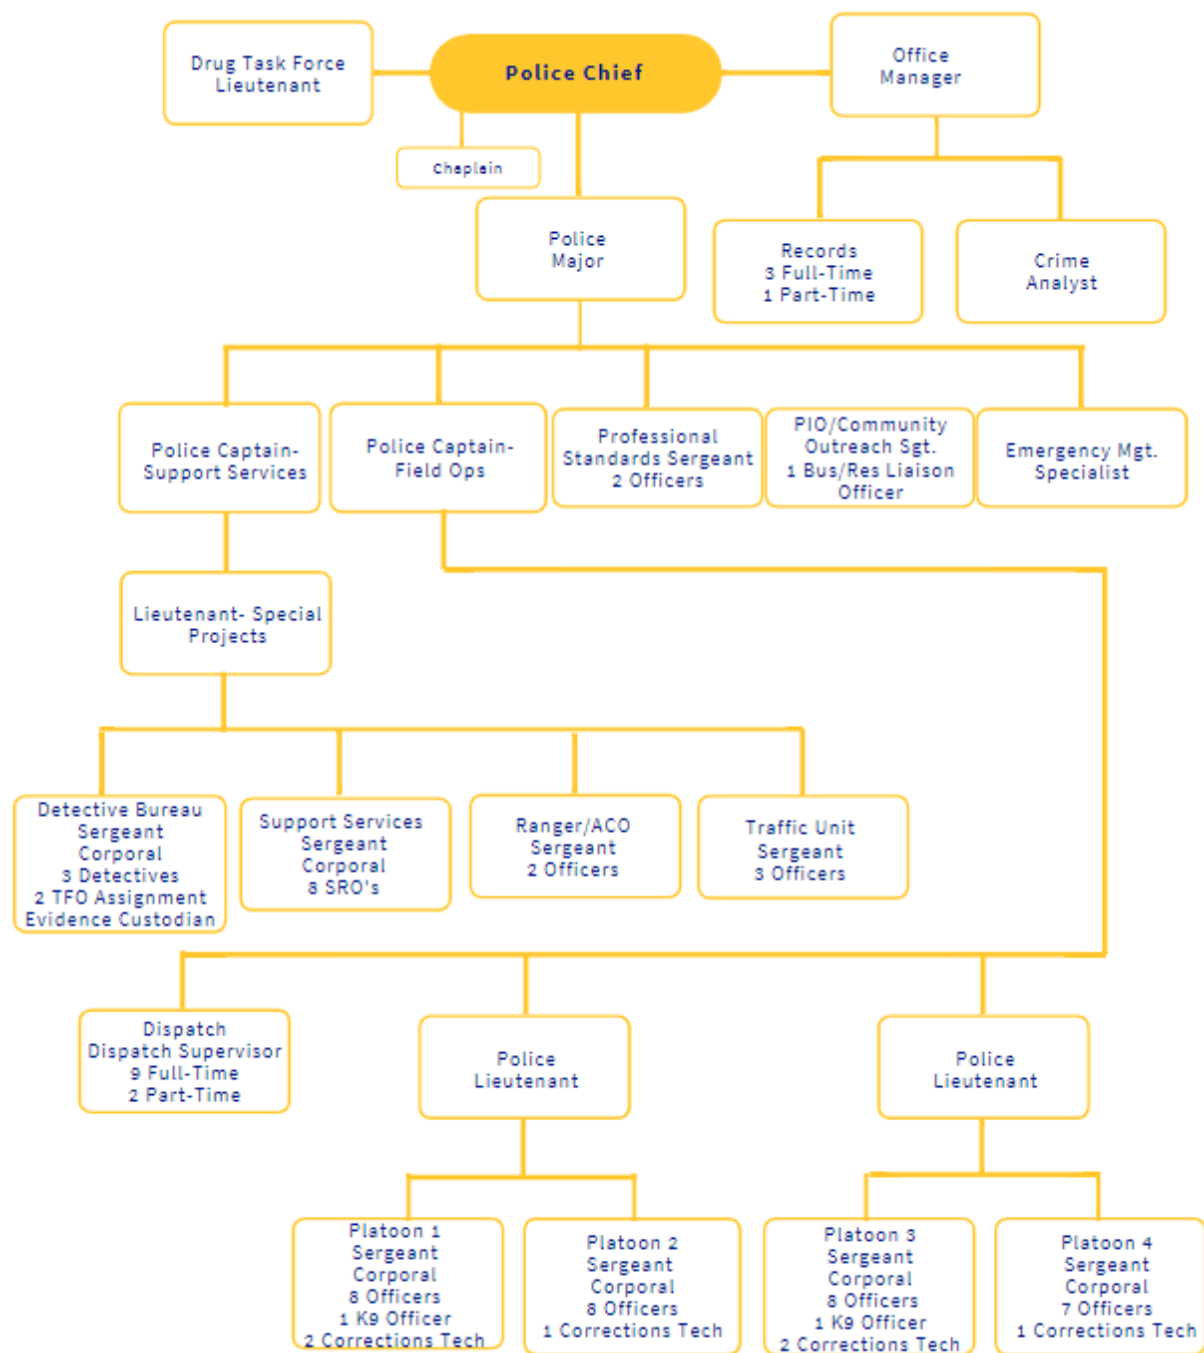 Drug Task Force
Lieutenant
Police Chief
Office
Manager
Chaplain
Police
Major
Records
3 Full-Time
1 Part-Time
Crime
Analyst
Police Captain-
Support Services
Police Captain-
Field Ops
Professional
Standards Sergeant
2 Officers
PIO/Community
Outreach Sgt.
1 Bus/Res Liaison
Officer
Emergency Mgt.
Specialist
Lieutenant- Special
Projects
Detective Bureau
Sergeant
Corporal
3 Detectives
2 TFO Assignment
Evidence Custodian
Support Services
Sergeant
Corporal
8 SRO's
Ranger/ACO
Sergeant
2 Officers
Traffic Unit
Sergeant
3 Officers
Dispatch
Dispatch Supervisor
9 Full-Time
2 Part-Time
Police
Lieutenant
Police
Lieutenant
Platoon 1
Sergeant
Corporal
8 Officers
1 K9 Officer
2 Corrections Tech
Platoon 2
Sergeant
Corporal
8 Officers
1 Corrections Tech
Platoon 3
Sergeant
Corporal
8 Officers
1 K9 Officer
2 Corrections Tech
Platoon 4
Sergeant
Corporal
7 Officers
1 Corrections Tech